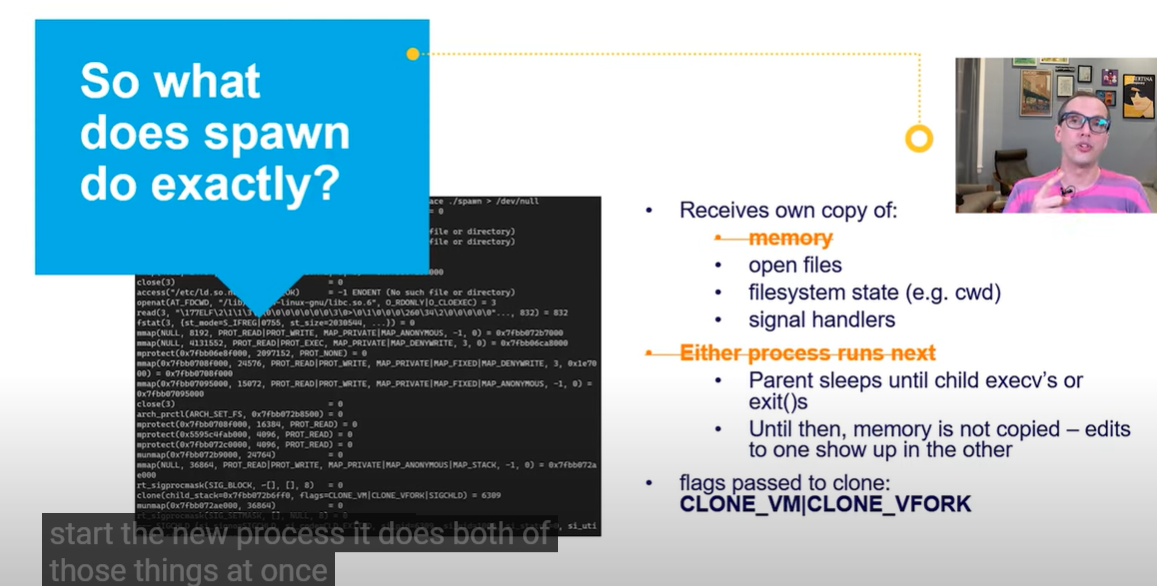 So what
does spawn
do exactly?
ace ./spawn > /dev/null
= 0
file or directory)
file or directory)
000
close(3) = 0
access("/etc/ld.so.n OK) = -1 ENOENT (No such file or directory)
openat(AT_FDCWD, "/lib -linux-gnu/libc.so.6", O_RDONLY|O_CLOEXEC) = 3
read(3, "\177ELF\2\1\1\3 0\0\0\0\0\0\0\0\3\0>\0\1\0\0\0\260\34\2\0\0\0\0\0"..., 832) = 832
fstat(3, {st_mode=S_IFREG|0755, st_size=2030544, ...}) = 0
mmap(NULL, 8192, PROT_READ|PROT_WRITE, MAP_PRIVATE|MAP_ANONYMOUS, -1, 0) = 0x7fbb072b7000
mmap(NULL, 4131552, PROT_READ|PROT_EXEC, MAP_PRIVATE|MAP_DENYWRITE, 3, 0) = 0x7fbb06ca8000
mprotect(0x7fbb06e8f000, 2097152, PROT_NONE) = 0
mmap(0x7fbb0708f000, 24576, PROT_READ|PROT_WRITE, MAP_PRIVATE|MAP_FIXED|MAP_DENYWRITE, 3, 0x1e70
00) = 0x7fbb0708f000
mmap(0x7fbb07095000, 15072, PROT_READ|PROT_WRITE, MAP_PRIVATE|MAP_FIXED|MAP_ANONYMOUS, -1, 0) =
0x7fbb07095000
close(3) = 0
arch_prctl(ARCH_SET_FS, 0x7fbb072b8500) = 0
mprotect(0x7fbb0708f000, 16384, PROT_READ) = 0
mprotect(0x5595c4fab000, 4096, PROT_READ) = 0
mprotect(0x7fbb072c0000, 4096, PROT_READ) = 0
munmap(0x7fbb072b9000, 24764) = 0
mmap(NULL, 36864, PROT_READ|PROT_WRITE, MAP_PRIVATE|MAP_ANONYMOUS|MAP_STACK, -1, 0) = 0x7fbb072a
e000
rt_sigprocmask(SIG_BLOCK, ~[], [], 8) = 0
clone(child_stack=0x7fbb072b6ff0, flags=CLONE_VM|CLONE_VFORK|SIGCHLD) = 6309
munmap(0x7fbb072ae000, 36864) = 0
rt_sigprocmask(SIG_SETMASK, [], NULL, 8) = 0
si_uti
• Receives own copy of:
• memory
• open files
• filesystem state (e.g. cwd)
• signal handlers
• Either process runs next
• Parent sleeps until child execv's or
exit()s
• Until then, memory is not copied – edits
to one show up in the other
• flags passed to clone:
CLONE_VM|CLONE_VFORK
start the new process it does both of
those things at once